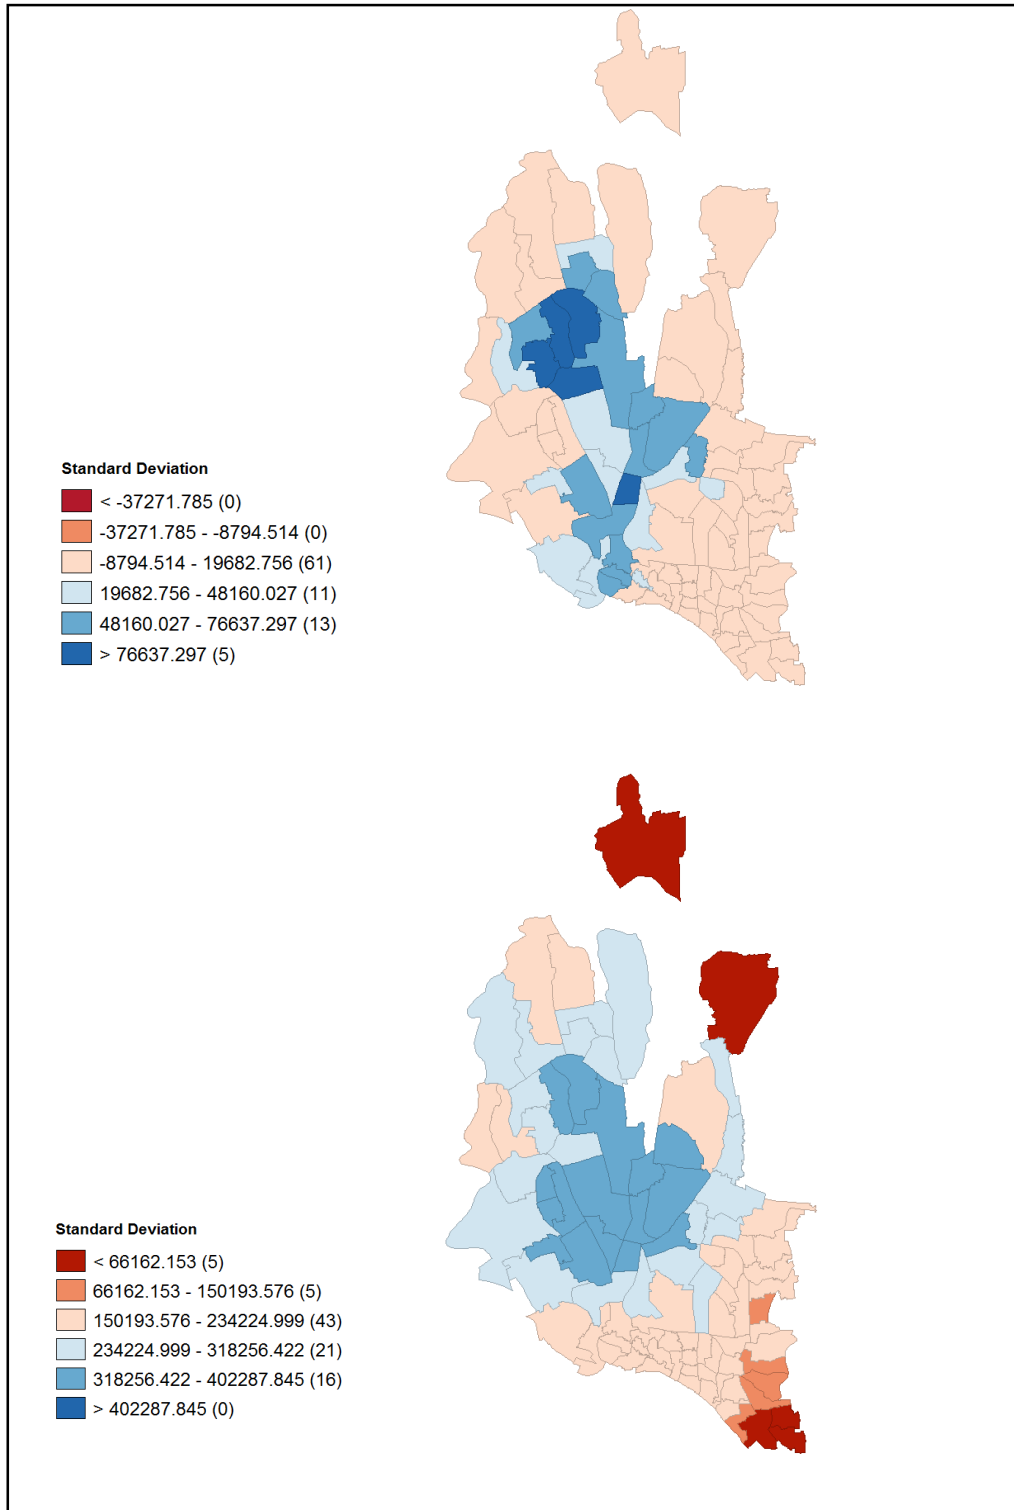 Standard Deviation
< -37271.785 (0)
-37271.785 - -8794.514 (0)
-8794.514 - 19682.756 (61)
19682.756 - 48160.027 (11)
48160.027 - 76637.297 (13)
> 76637.297 (5)
Standard Deviation
< 66162.153 (5)
66162.153 - 150193.576 (5)
150193.576 - 234224.999 (43)
234224.999 - 318256.422 (21)
318256.422 - 402287.845 (16)
> 402287.845 (0)